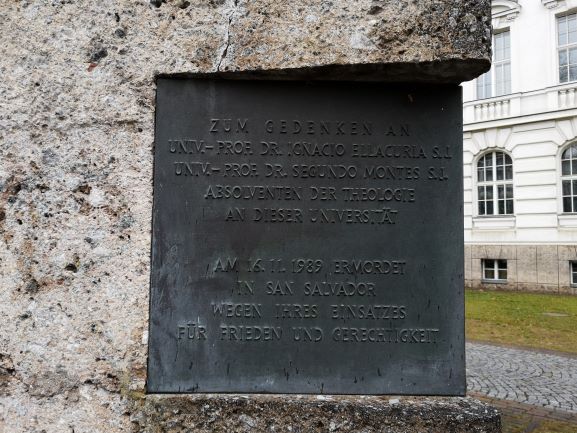 ZUM GEDENKEN AN
UNIV.– PROF. DR. IGNACIO ELLACURIA S.J.
UNIV.– PROF. DR. SEGUNDO MONTES S.J.
ABSOLVENTEN DER THEOLOGIE
AN DIESER UNIVERSITÄT
AM 16. 11. 1989 ERMORDET
IN SAN SALVADOR
WEGEN IHRES EINSATZES
FÜR FRIEDEN UND GERECHTIGKEIT